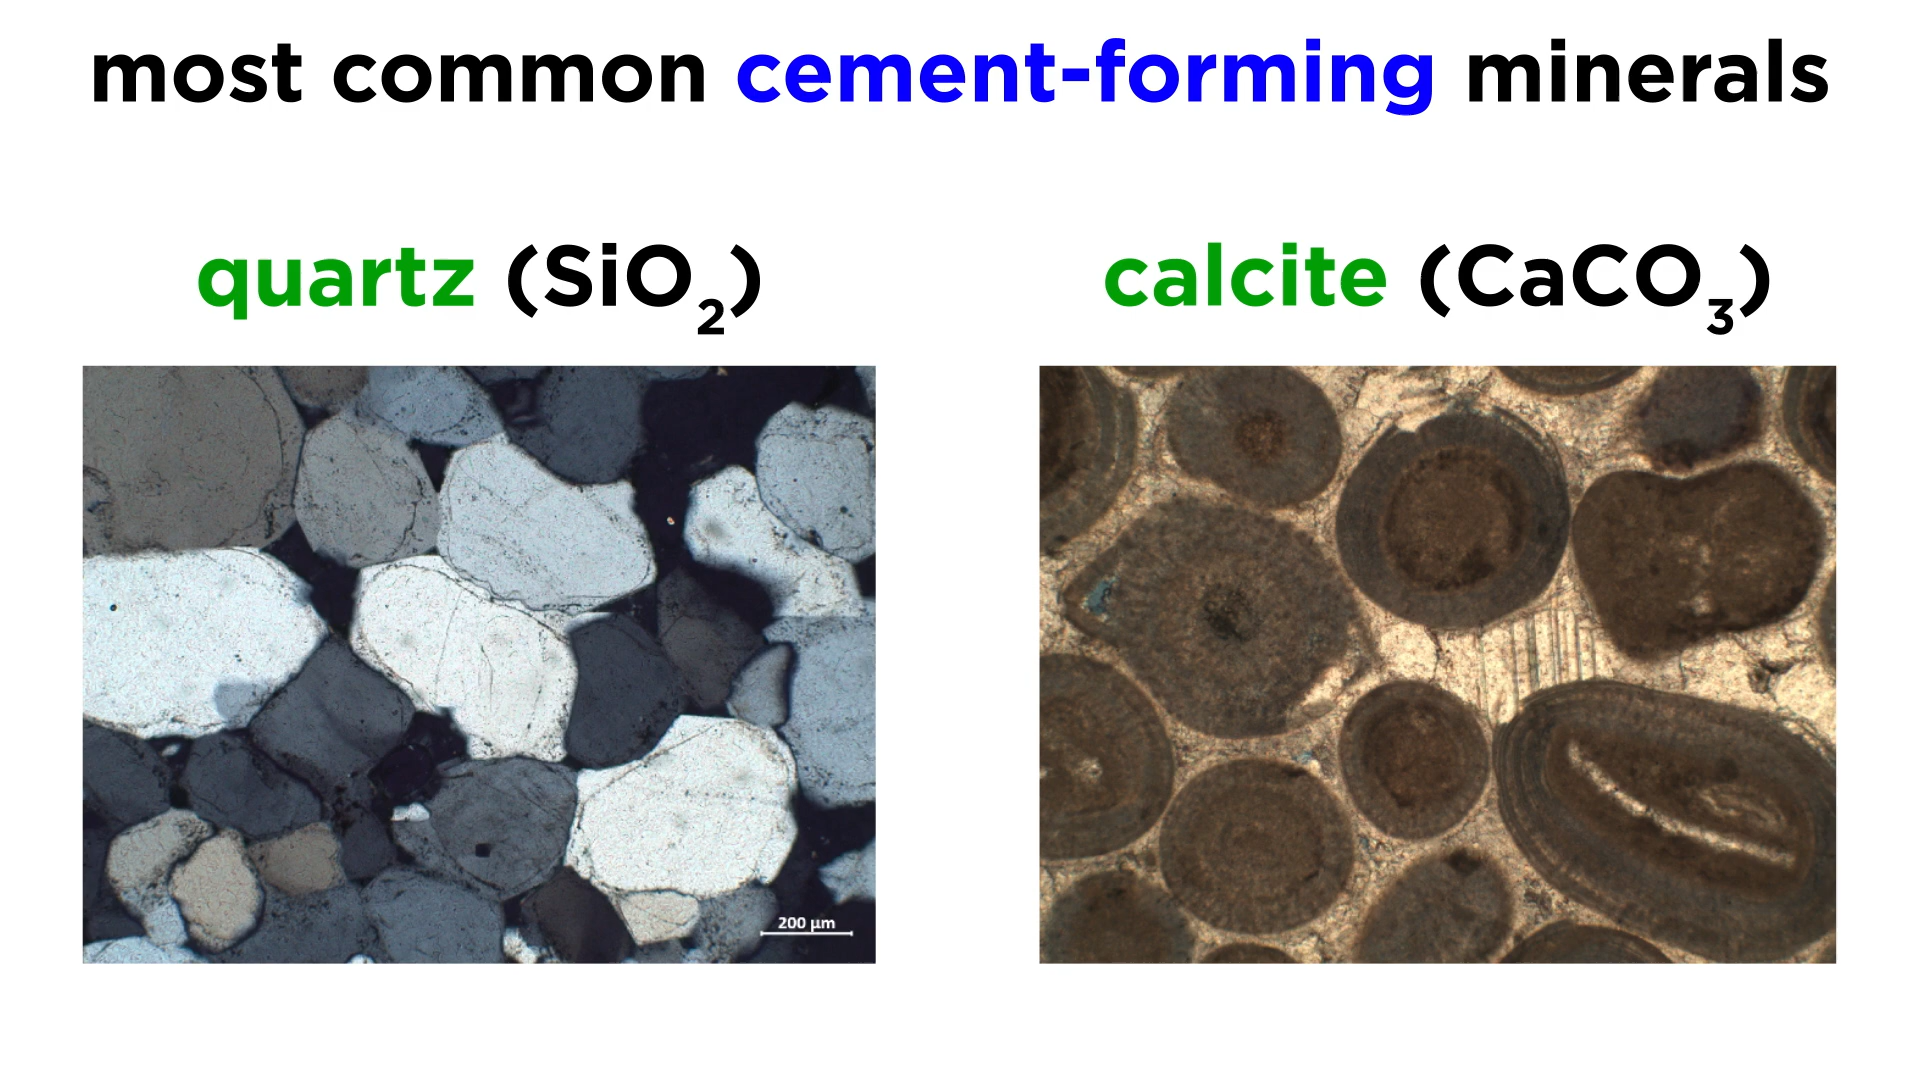 most common cement-forming minerals
quartz (SiO₂)
calcite (CaCO₃)
200 µm